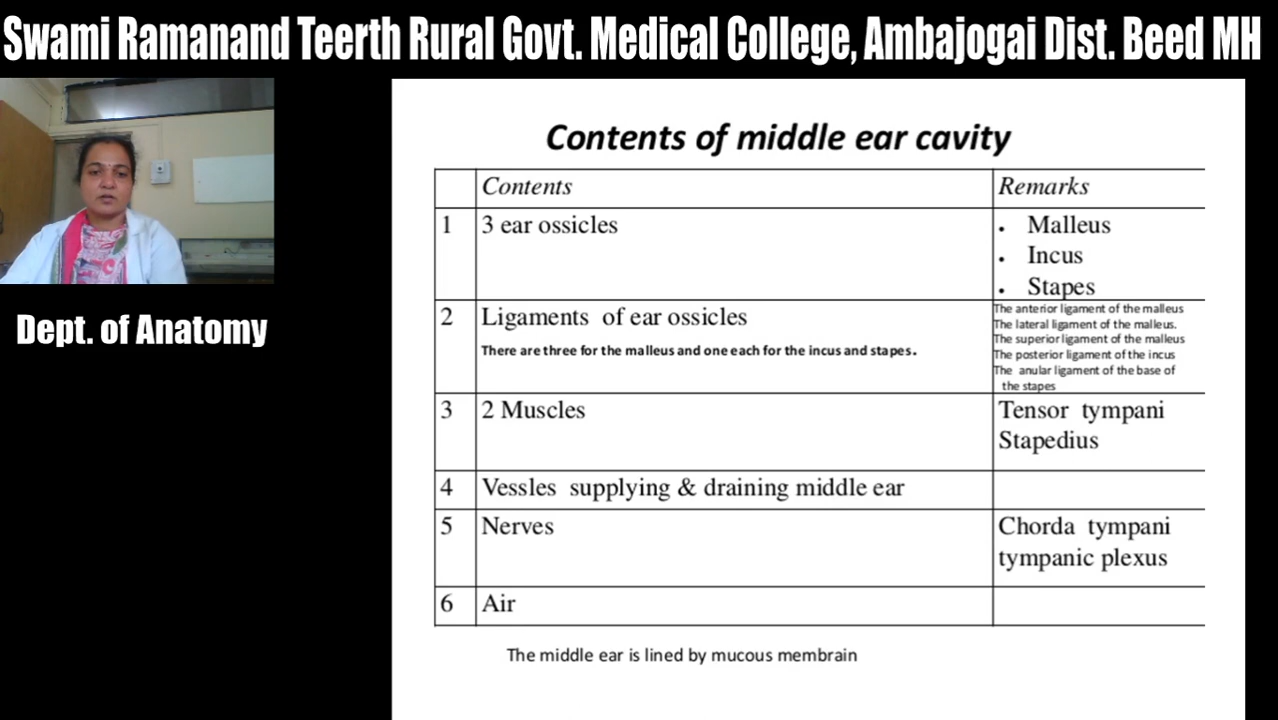 Swami Ramanand Teerth Rural Govt. Medical College, Ambajogai Dist. Beed MH
Dept. of Anatomy
Contents of middle ear cavity
Contents Remarks
1 3 ear ossicles • Malleus
• Incus
• Stapes
2 Ligaments of ear ossicles
There are three for the malleus and one each for the incus and stapes.
The anterior ligament of the malleus
The lateral ligament of the malleus.
The superior ligament of the malleus
The posterior ligament of the incus
The anular ligament of the base of
the stapes
3 2 Muscles Tensor tympani
Stapedius
4 Vessles supplying & draining middle ear
5 Nerves Chorda tympani
tympanic plexus
6 Air
The middle ear is lined by mucous membrain